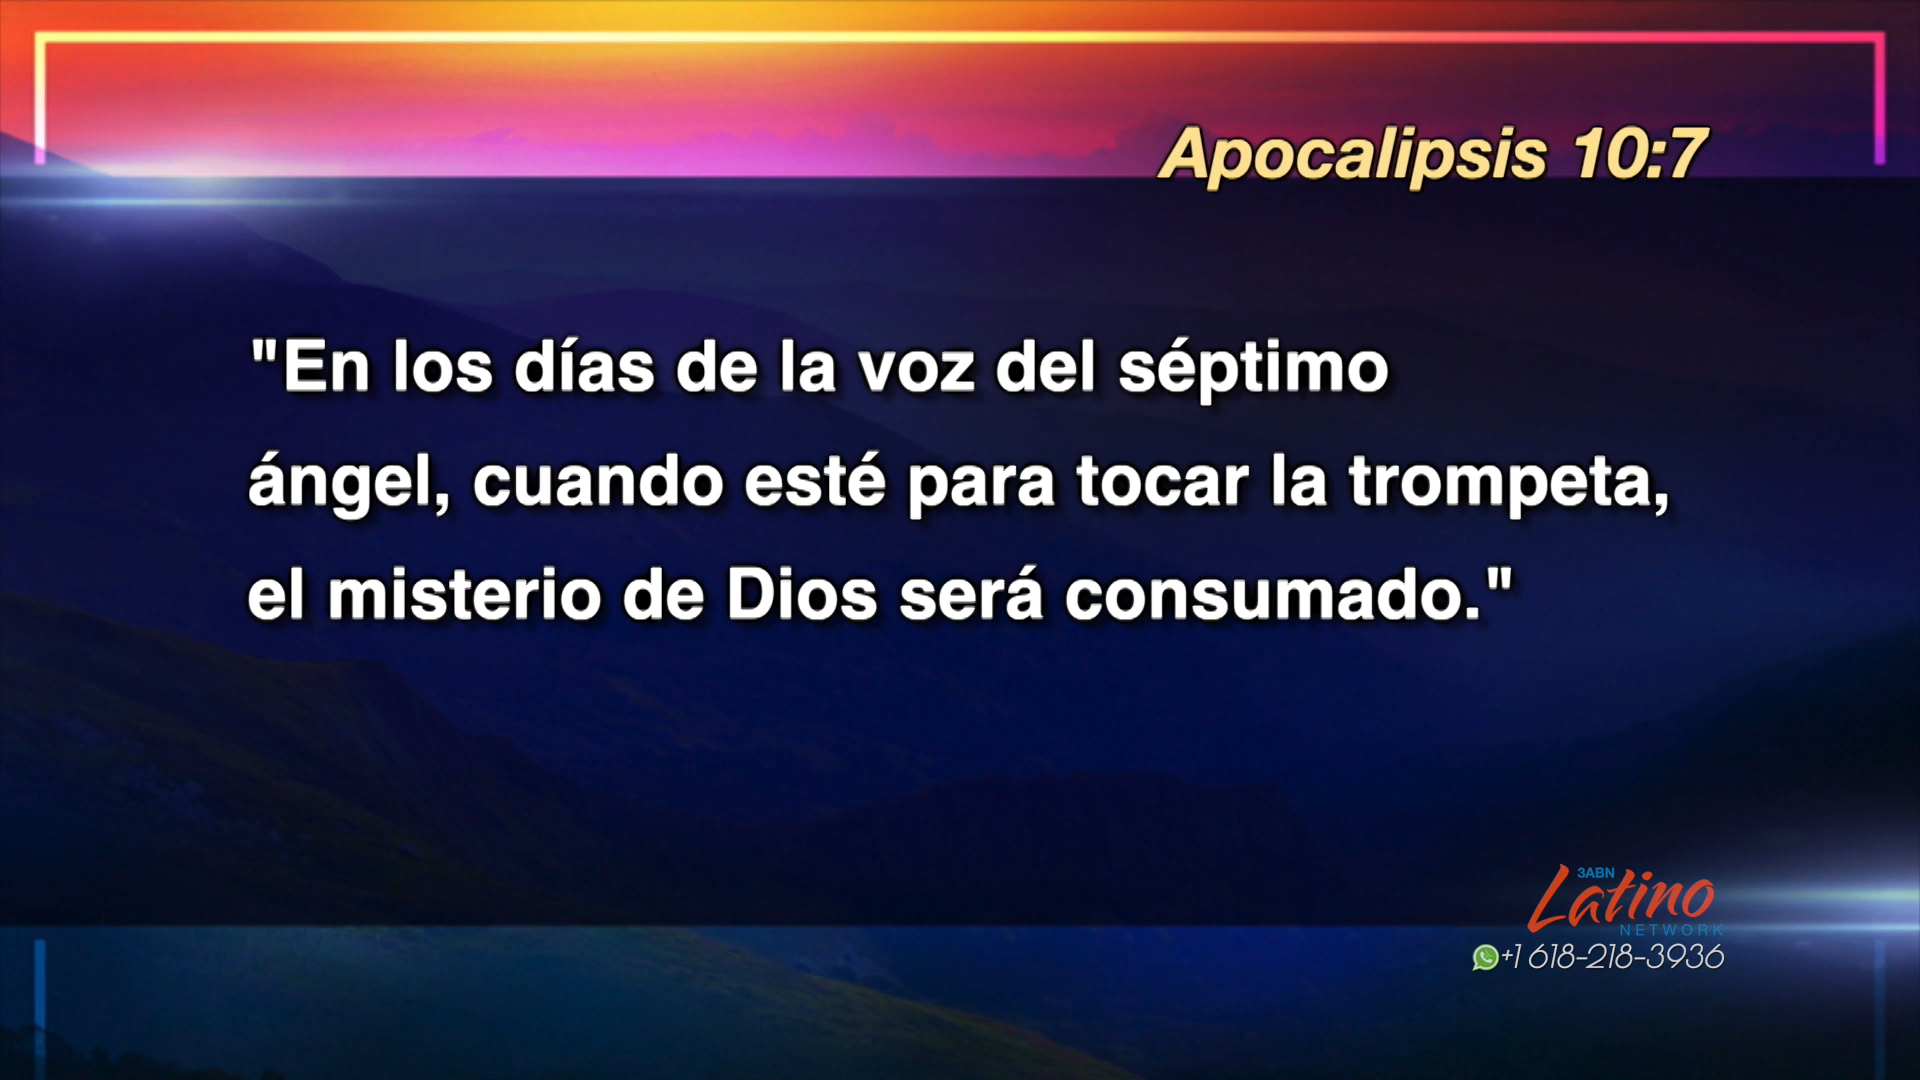 Apocalipsis 10:7
"En los días de la voz del séptimo
ángel, cuando esté para tocar la trompeta,
el misterio de Dios será consumado."
3ABN
Latino
NETWORK
+1 618-218-3936